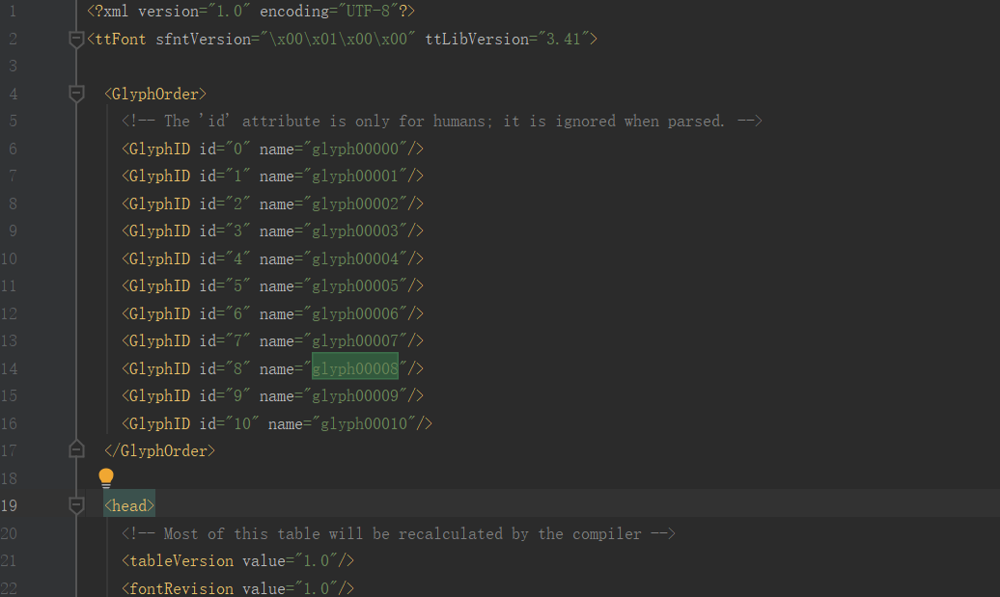 1 <?xml version="1.0" encoding="UTF-8"?>
2 <ttFont sfntVersion="\x00\x01\x00\x00" ttLibVersion="3.41">
3
4 <GlyphOrder>
5 <!-- The 'id' attribute is only for humans; it is ignored when parsed. -->
6 <GlyphID id="0" name="glyph00000"/>
7 <GlyphID id="1" name="glyph00001"/>
8 <GlyphID id="2" name="glyph00002"/>
9 <GlyphID id="3" name="glyph00003"/>
10 <GlyphID id="4" name="glyph00004"/>
11 <GlyphID id="5" name="glyph00005"/>
12 <GlyphID id="6" name="glyph00006"/>
13 <GlyphID id="7" name="glyph00007"/>
14 <GlyphID id="8" name="glyph00008"/>
15 <GlyphID id="9" name="glyph00009"/>
16 <GlyphID id="10" name="glyph00010"/>
17 </GlyphOrder>
18
19 <head>
20 <!-- Most of this table will be recalculated by the compiler -->
21 <tableVersion value="1.0"/>
22 <fontRevision value="1.0"/>